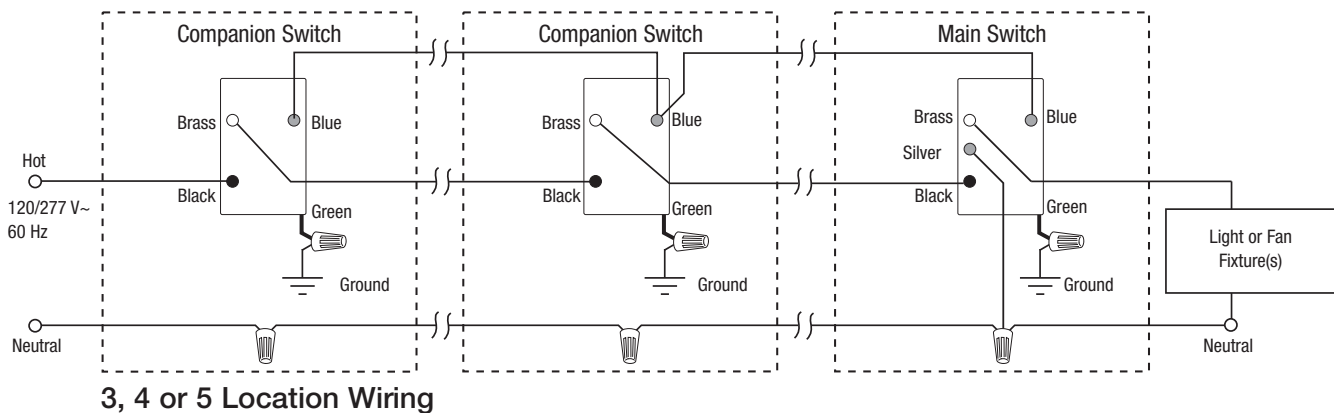 Companion Switch
Companion Switch
Main Switch
Brass
Blue
Brass
Blue
Brass
Blue
Silver
Hot
Black
Black
Black
120/277 V~
60 Hz
Green
Green
Green
Light or Fan
Fixture(s)
Ground
Ground
Ground
Neutral
Neutral
3, 4 or 5 Location Wiring